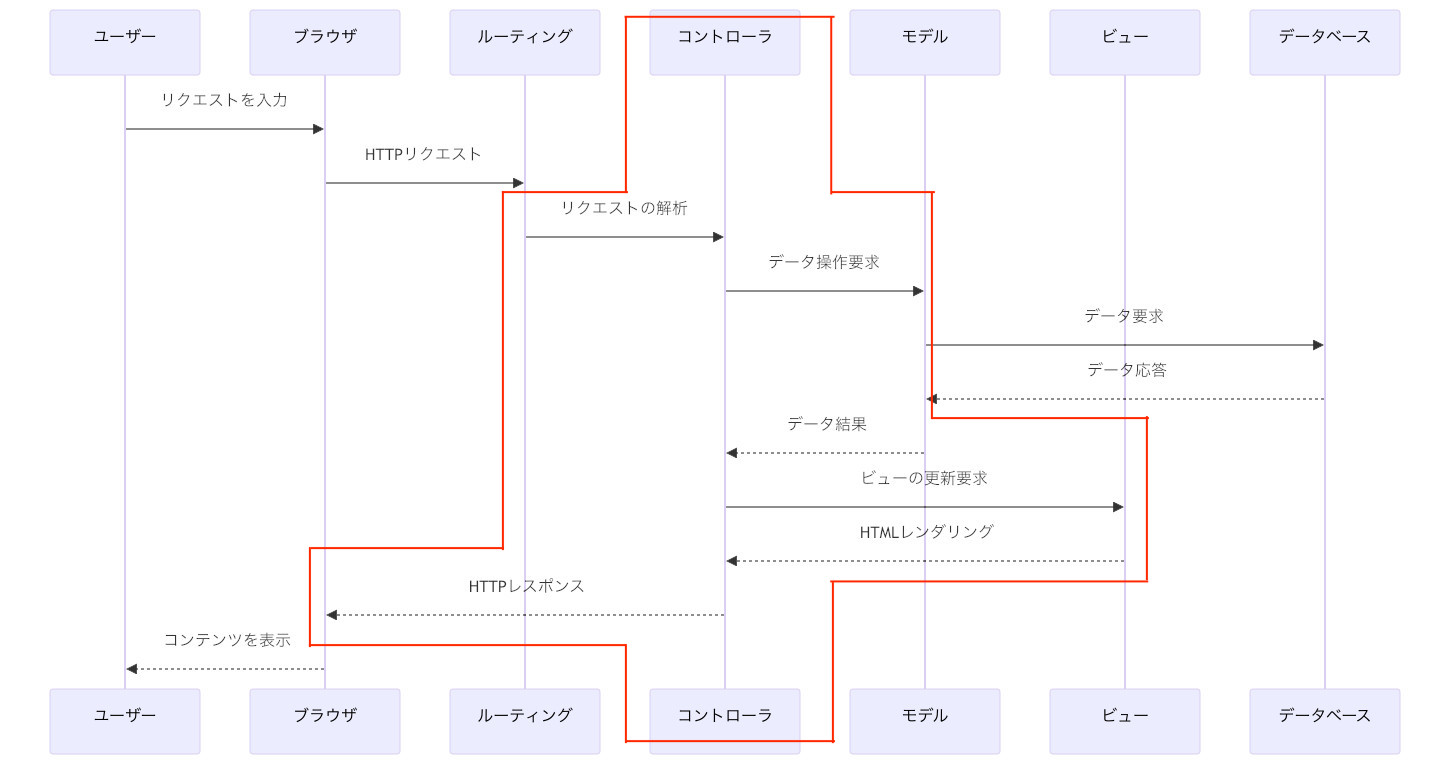 ユーザー
ブラウザ
ルーティング
コントローラ
モデル
ビュー
データベース
リクエストを入力
HTTPリクエスト
リクエストの解析
データ操作要求
データ要求
データ応答
データ結果
ビューの更新要求
HTMLレンダリング
HTTPレスポンス
コンテンツを表示
ユーザー
ブラウザ
ルーティング
コントローラ
モデル
ビュー
データベース